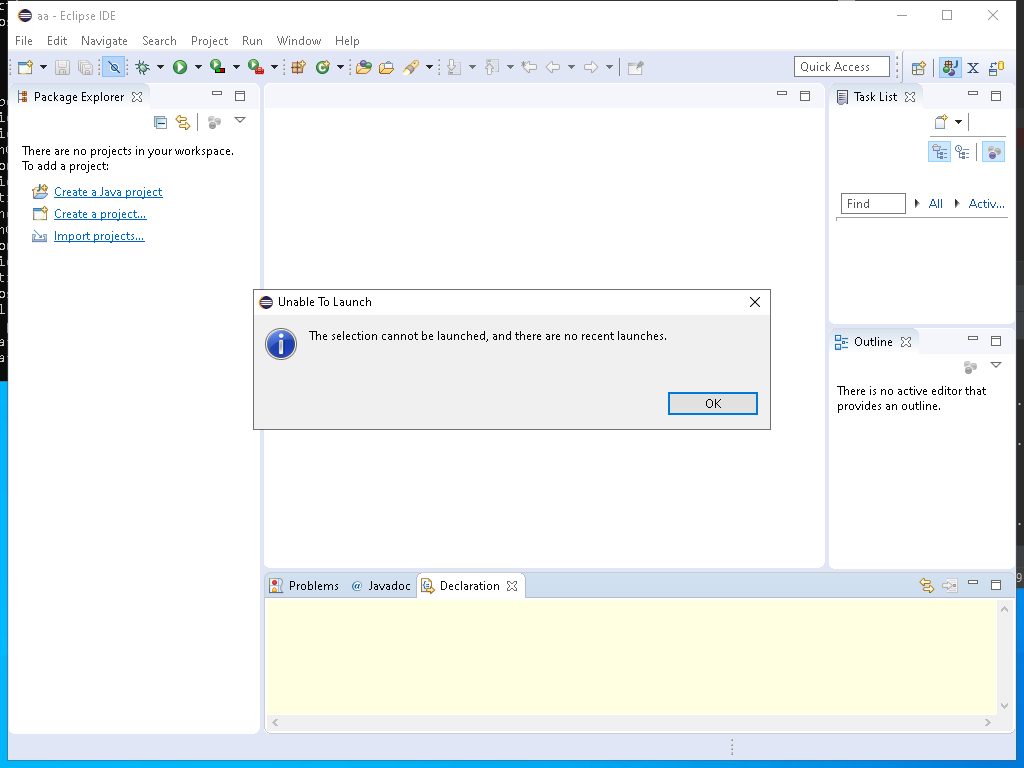 aa - Eclipse IDE
File Edit Navigate Search Project Run Window Help
Quick Access
Package Explorer
There are no projects in your workspace.
To add a project:
Create a Java project
Create a project...
Import projects...
Task List
Find All Activ...
Unable To Launch
The selection cannot be launched, and there are no recent launches.
OK
Outline
There is no active editor that
provides an outline.
Problems @ Javadoc Declaration